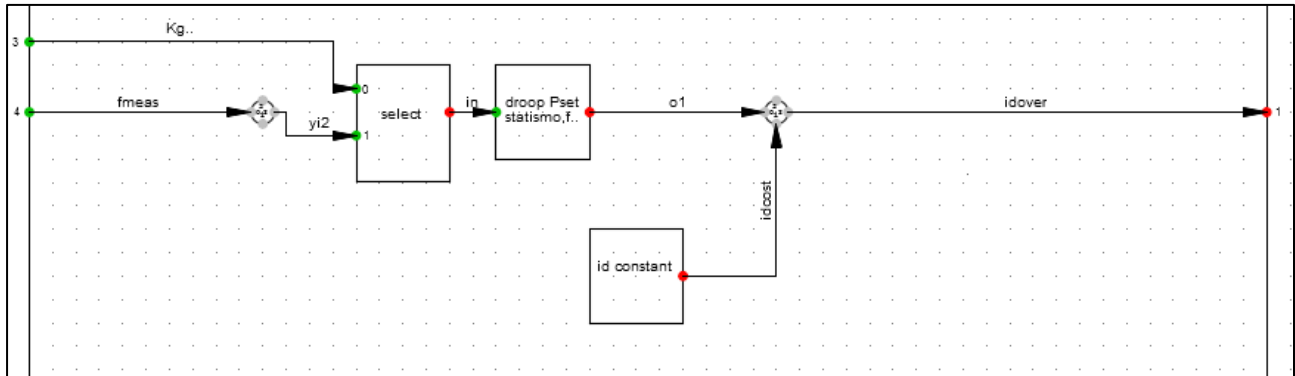 Kg..
3
0
4
fmeas
yi2
1
select
in
droop Pset
statismo,f..
o1
idover
1
idcost
id constant